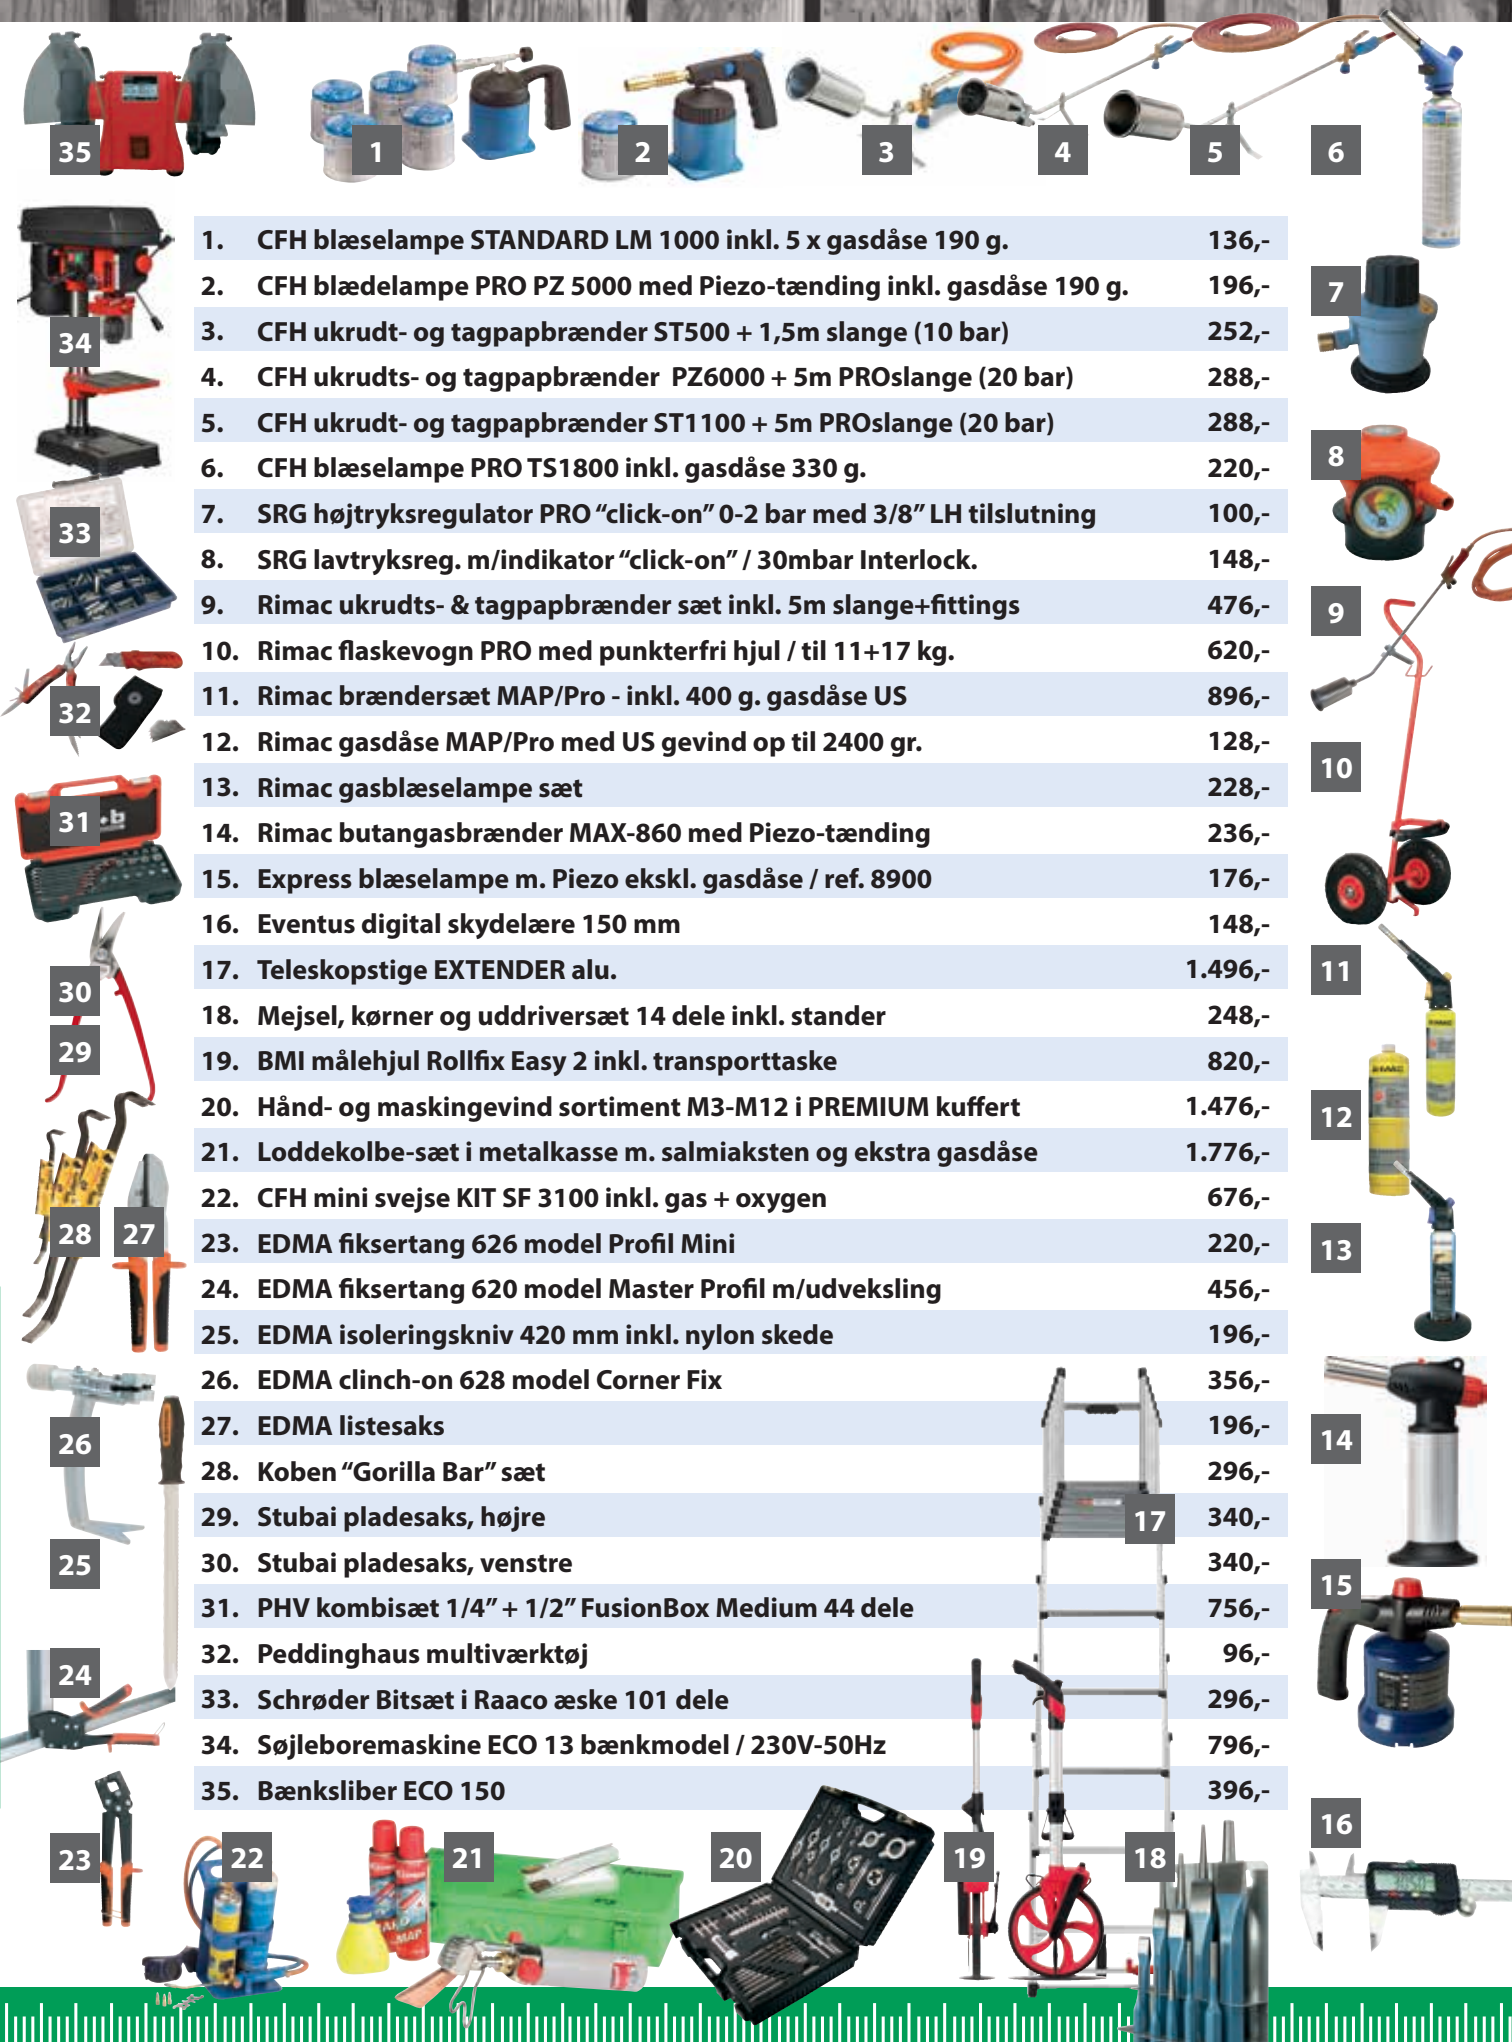 35
1
2
3
4
5
6
1. CFH blæselampe STANDARD LM 1000 inkl. 5 x gasdåse 190 g. 136,-
2. CFH blædelampe PRO PZ 5000 med Piezo-tænding inkl. gasdåse 190 g. 196,-
3. CFH ukrudt- og tagpapbrænder ST500 + 1,5m slange (10 bar) 252,-
4. CFH ukrudts- og tagpapbrænder PZ6000 + 5m PROslange (20 bar) 288,-
5. CFH ukrudt- og tagpapbrænder ST1100 + 5m PROslange (20 bar) 288,-
6. CFH blæselampe PRO TS1800 inkl. gasdåse 330 g. 220,-
7. SRG højtryksregulator PRO “click-on” 0-2 bar med 3/8” LH tilslutning 100,-
8. SRG lavtryksreg. m/indikator “click-on” / 30mbar Interlock. 148,-
9. Rimac ukrudts- & tagpapbrænder sæt inkl. 5m slange+fittings 476,-
10. Rimac flaskevogn PRO med punkterfri hjul / til 11+17 kg. 620,-
11. Rimac brændersæt MAP/Pro - inkl. 400 g. gasdåse US 896,-
12. Rimac gasdåse MAP/Pro med US gevind op til 2400 gr. 128,-
13. Rimac gasblæselampe sæt 228,-
14. Rimac butangasbrænder MAX-860 med Piezo-tænding 236,-
15. Express blæselampe m. Piezo ekskl. gasdåse / ref. 8900 176,-
16. Eventus digital skydelære 150 mm 148,-
17. Teleskopstige EXTENDER alu. 1.496,-
18. Mejsel, kørner og uddriversæt 14 dele inkl. stander 248,-
19. BMI målehjul Rollfix Easy 2 inkl. transporttaske 820,-
20. Hånd- og maskingevind sortiment M3-M12 i PREMIUM kuffert 1.476,-
21. Loddekolbe-sæt i metalkasse m. salmiaksten og ekstra gasdåse 1.776,-
22. CFH mini svejse KIT SF 3100 inkl. gas + oxygen 676,-
23. EDMA fiksertang 626 model Profil Mini 220,-
24. EDMA fiksertang 620 model Master Profil m/udveksling 456,-
25. EDMA isoleringskniv 420 mm inkl. nylon skede 196,-
26. EDMA clinch-on 628 model Corner Fix 356,-
27. EDMA listesaks 196,-
28. Koben “Gorilla Bar” sæt 296,-
29. Stubai pladesaks, højre 340,-
30. Stubai pladesaks, venstre 340,-
31. PHV kombisæt 1/4” + 1/2” FusionBox Medium 44 dele 756,-
32. Peddinghaus multiværktøj 96,-
33. Schrøder Bitsæt i Raaco æske 101 dele 296,-
34. Søjleboremaskine ECO 13 bænkmodel / 230V-50Hz 796,-
35. Bænksliber ECO 150 396,-
34
33
32
31
30
29
28
27
26
25
24
23
7
8
9
10
11
12
13
14
15
16
17
22
21
20
19
18